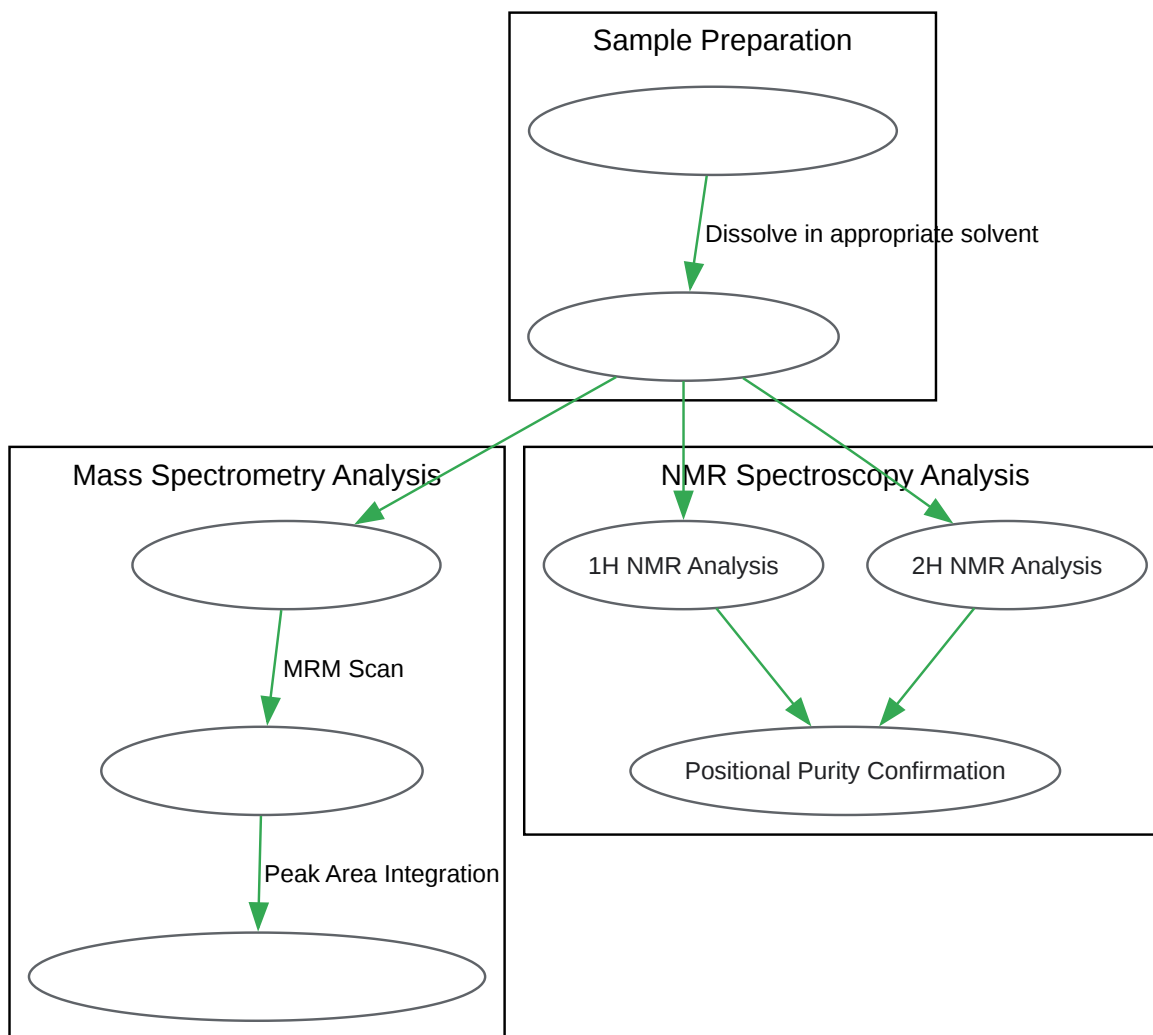 Sample Preparation
Dissolve in appropriate solvent
Mass Spectrometry Analysis
NMR Spectroscopy Analysis
1H NMR Analysis
2H NMR Analysis
MRM Scan
Positional Purity Confirmation
Peak Area Integration